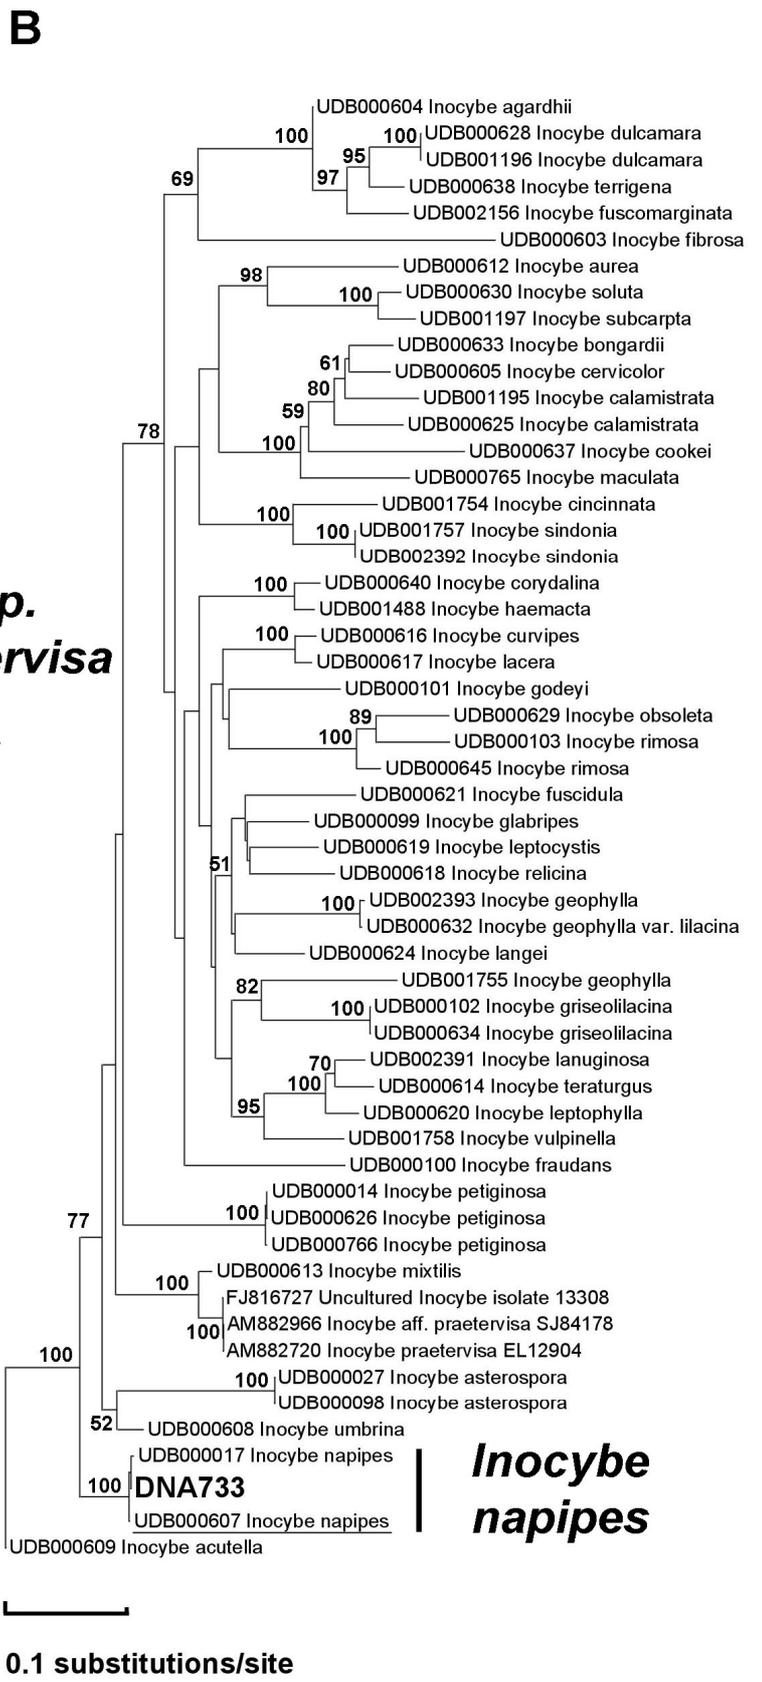 B
UDB000604 Inocybe agardhii
100
100
UDB000628 Inocybe dulcamara
95
UDB001196 Inocybe dulcamara
69
97
UDB000638 Inocybe terrigena
UDB002156 Inocybe fuscomarginata
UDB000603 Inocybe fibrosa
98
UDB000612 Inocybe aurea
100
UDB000630 Inocybe soluta
UDB001197 Inocybe subcarpta
UDB000633 Inocybe bongardii
61
UDB000605 Inocybe cervicolor
80
UDB001195 Inocybe calamistrata
59
UDB000625 Inocybe calamistrata
78
100
UDB000637 Inocybe cookei
UDB000765 Inocybe maculata
100
UDB001754 Inocybe cincinnata
100
UDB001757 Inocybe sindonia
UDB002392 Inocybe sindonia
100
UDB000640 Inocybe corydalina
p.
UDB001488 Inocybe haemacta
100
UDB000616 Inocybe curvipes
ervisa
UDB000617 Inocybe lacera
UDB000101 Inocybe godeyi
89
UDB000629 Inocybe obsoleta
100
UDB000103 Inocybe rimosa
UDB000645 Inocybe rimosa
UDB000621 Inocybe fuscidula
UDB000099 Inocybe glabripes
UDB000619 Inocybe leptocystis
51
UDB000618 Inocybe relicina
100
UDB002393 Inocybe geophylla
UDB000632 Inocybe geophylla var. lilacina
UDB000624 Inocybe langei
82
UDB001755 Inocybe geophylla
100
UDB000102 Inocybe griseolilacina
UDB000634 Inocybe griseolilacina
70
UDB002391 Inocybe lanuginosa
100
UDB000614 Inocybe teraturgus
95
UDB000620 Inocybe leptophylla
UDB001758 Inocybe vulpinella
UDB000100 Inocybe fraudans
UDB000014 Inocybe petiginosa
77
100
UDB000626 Inocybe petiginosa
UDB000766 Inocybe petiginosa
100
UDB000613 Inocybe mixtilis
FJ816727 Uncultured Inocybe isolate 13308
100
AM882966 Inocybe aff. praetervisa SJ84178
100
AM882720 Inocybe praetervisa EL12904
100
UDB000027 Inocybe asterospora
UDB000098 Inocybe asterospora
52
UDB000608 Inocybe umbrina
UDB000017 Inocybe napipes
100
DNA733
UDB000607 Inocybe napipes
Inocybe
napipes
UDB000609 Inocybe acutella
0.1 substitutions/site